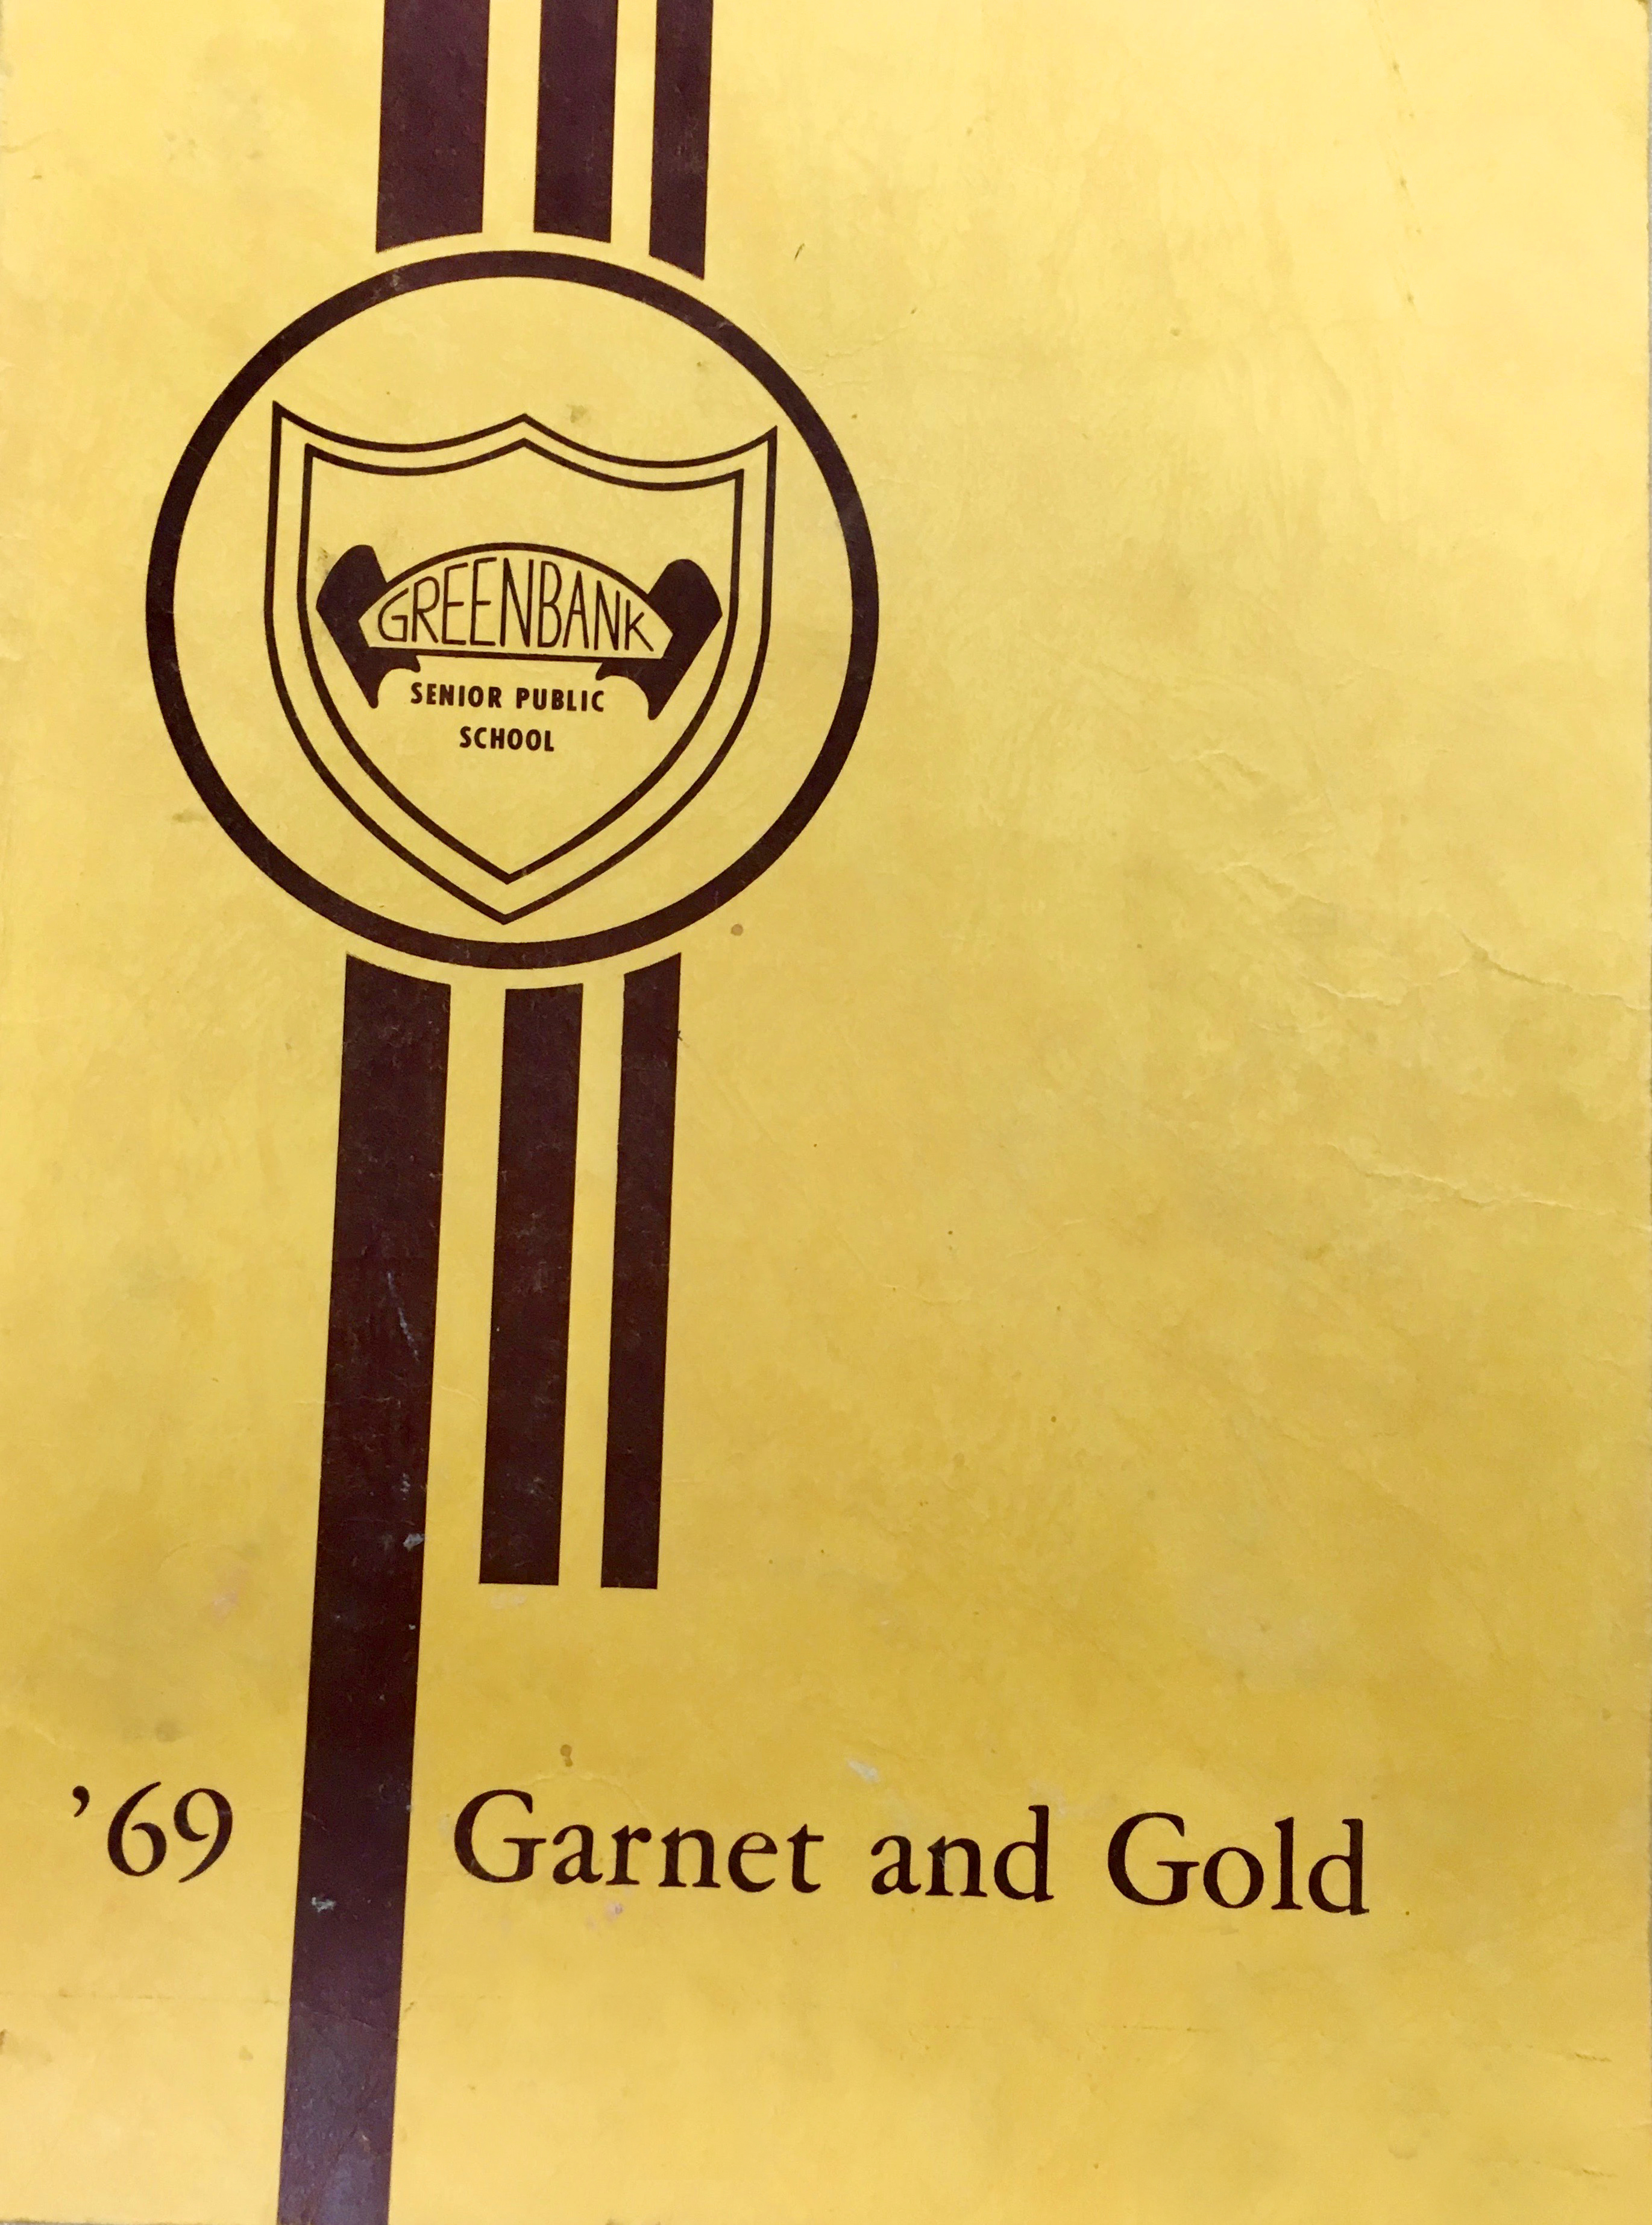 GREENBANK
SENIOR PUBLIC
SCHOOL
’69 Garnet and Gold